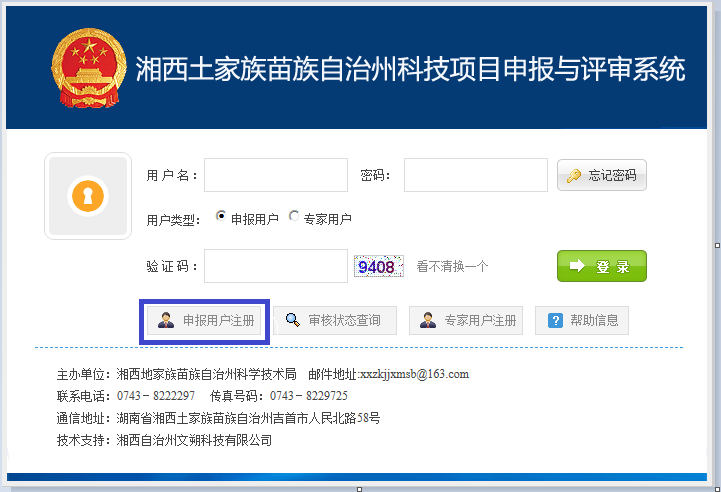 湘西土家族苗族自治州科技项目申报与评审系统
用户名： 密码： 忘记密码
用户类型： 申报用户 专家用户
验证码： 9408 看不清换一个 登录
申报用户注册 审核状态查询 专家用户注册 ? 帮助信息
主办单位：湘西地家族苗族自治州科学技术局 邮件地址:xxzkjjxmsb@163.com
联系电话：0743－8222297 传真号码：0743－8229725
通信地址：湖南省湘西土家族苗族自治州吉首市人民北路58号
技术支持：湘西自治州文朔科技有限公司